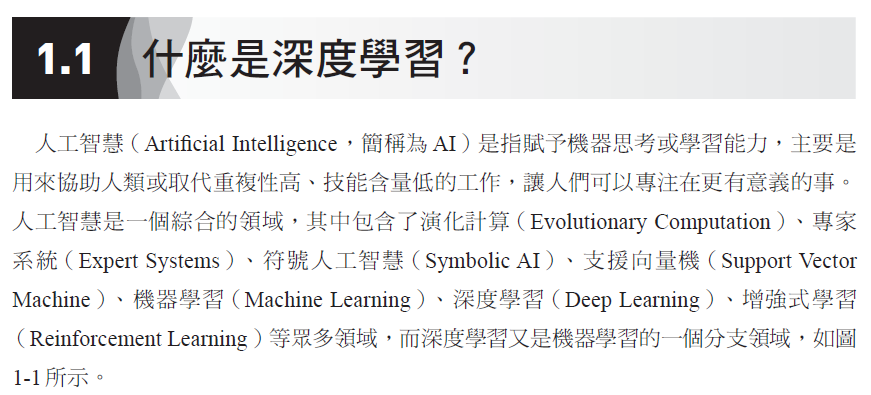 1.1 什麼是深度學習？
人工智慧（Artificial Intelligence，簡稱為 AI）是指賦予機器思考或學習能力，主要是
用來協助人類或取代重複性高、技能含量低的工作，讓人們可以專注在更有意義的事。
人工智慧是一個綜合的領域，其中包含了演化計算（Evolutionary Computation）、專家
系統（Expert Systems）、符號人工智慧（Symbolic AI）、支援向量機（Support Vector
Machine）、機器學習（Machine Learning）、深度學習（Deep Learning）、增強式學習
（Reinforcement Learning）等眾多領域，而深度學習又是機器學習的一個分支領域，如圖
1-1 所示。